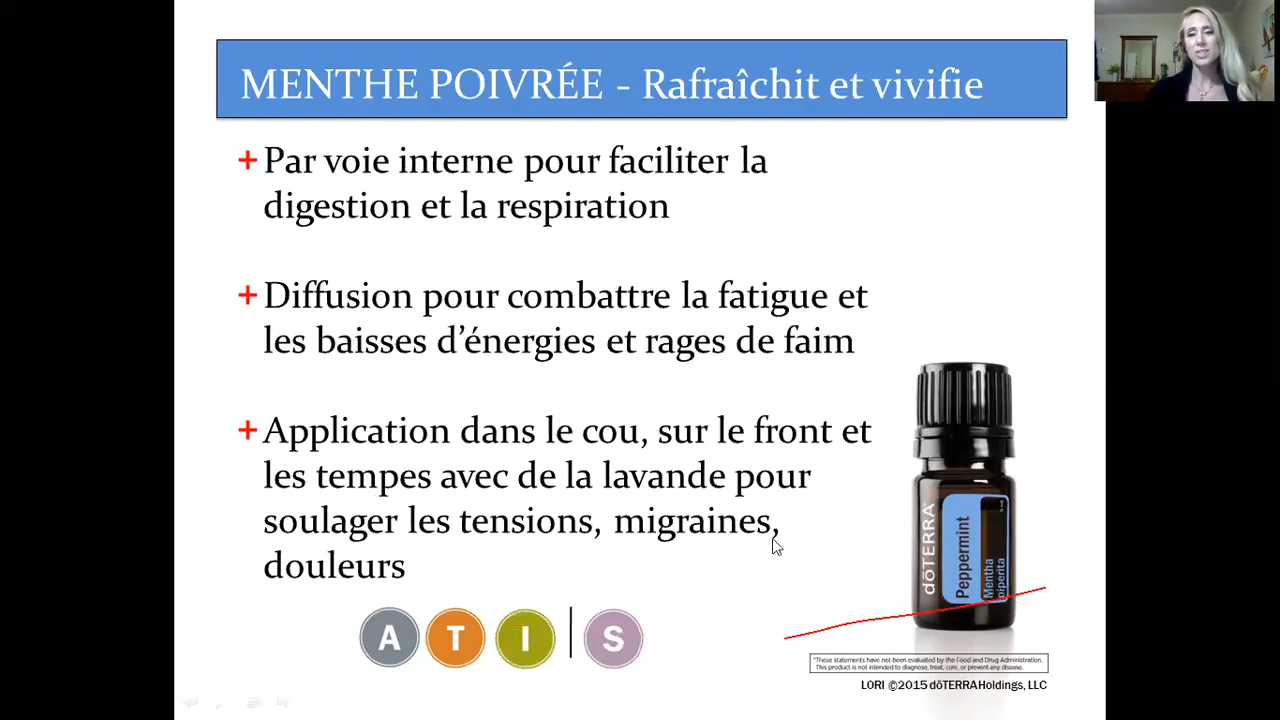 MENTHE POIVRÉE - Rafraîchit et vivifie
+ Par voie interne pour faciliter la
digestion et la respiration
+ Diffusion pour combattre la fatigue et
les baisses d'énergies et rages de faim
+ Application dans le cou, sur le front et
les tempes avec de la lavande pour
soulager les tensions, migraines,
douleurs
A T I | S
dōTERRA
Peppermint
Mentha
piperita
*These statements have not been evaluated by the Food and Drug Administration.
This product is not intended to diagnose, treat, cure, or prevent any disease.
LORI ©2015 dōTERRA Holdings, LLC